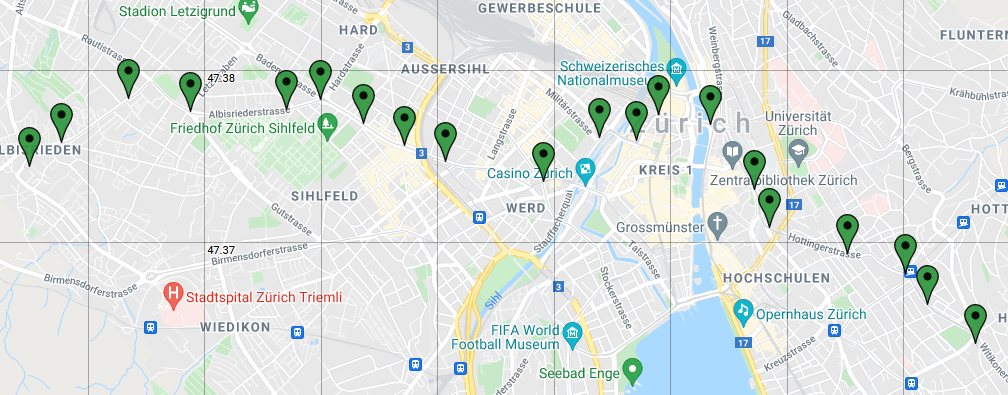 GEWERBESCHULE
Stadion Letzigrund
HARD
3
17
FLUNTERN
Rautistrasse
Badenerstrasse
Hardstrasse
Weinbergstrasse
Gladbachstrasse
AUSSERSIHL
Schweizerisches
Nationalmuseum
47:38
Albisriederstrasse
Militärstrasse
Krähbühlstrasse
Friedhof Zürich Sihlfeld
Langstrasse
Zürich
Universität
Zürich
3
Casino Zürich
KREIS 1
Zentralbibliothek Zürich
Bergstrasse
SIHLFELD
WERD
17
Gutstrasse
Stauffacherquai
Grossmünster
Hottingerstrasse
47.37
Birmensdorferstrasse
Talstrasse
Birmensdorferstrasse
HOCHSCHULEN
Stadtspital Zürich Triemli
Sihl
3
Stockerstrasse
Opernhaus Zürich
WIEDIKON
FIFA World
Football Museum
17
Kreuzstrasse
Seebad Enge